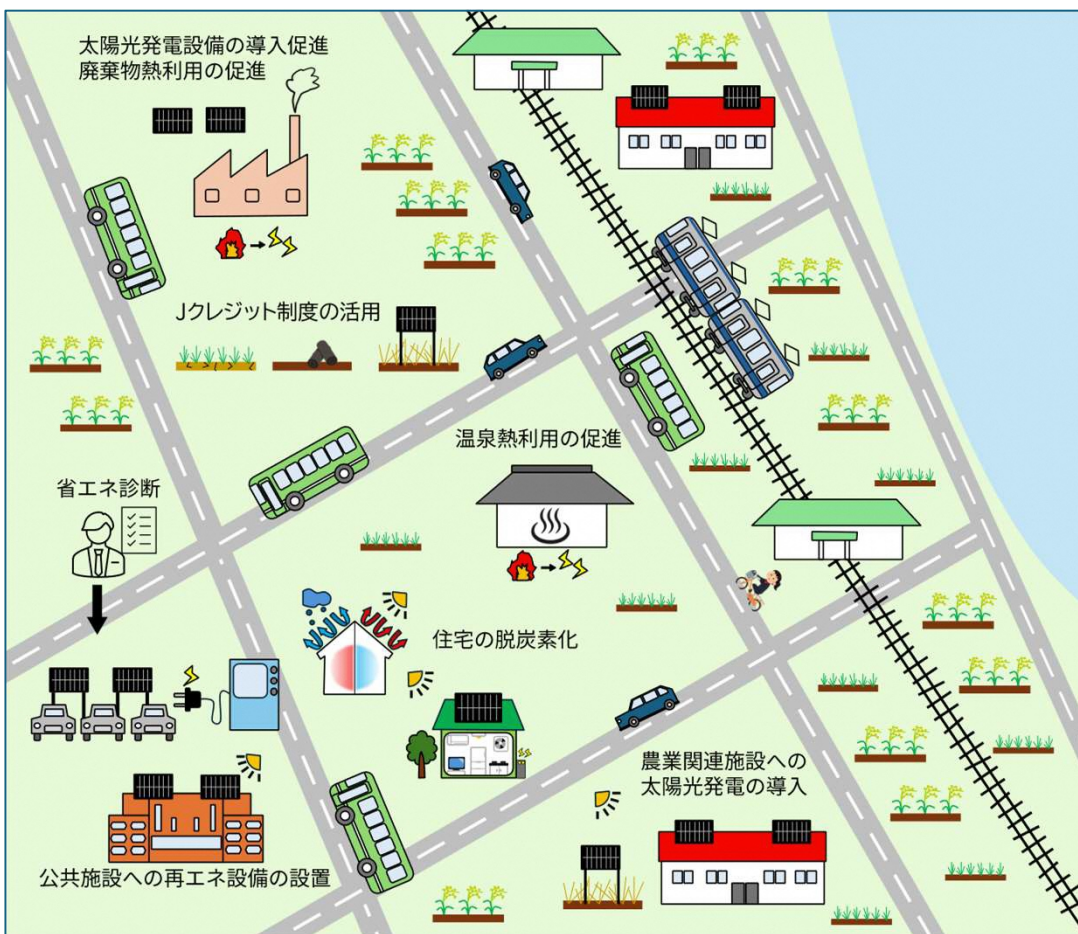 太陽光発電設備の導入促進
廃棄物熱利用の促進
Jクレジット制度の活用
温泉熱利用の促進
省エネ診断
住宅の脱炭素化
農業関連施設への
太陽光発電の導入
公共施設への再エネ設備の設置